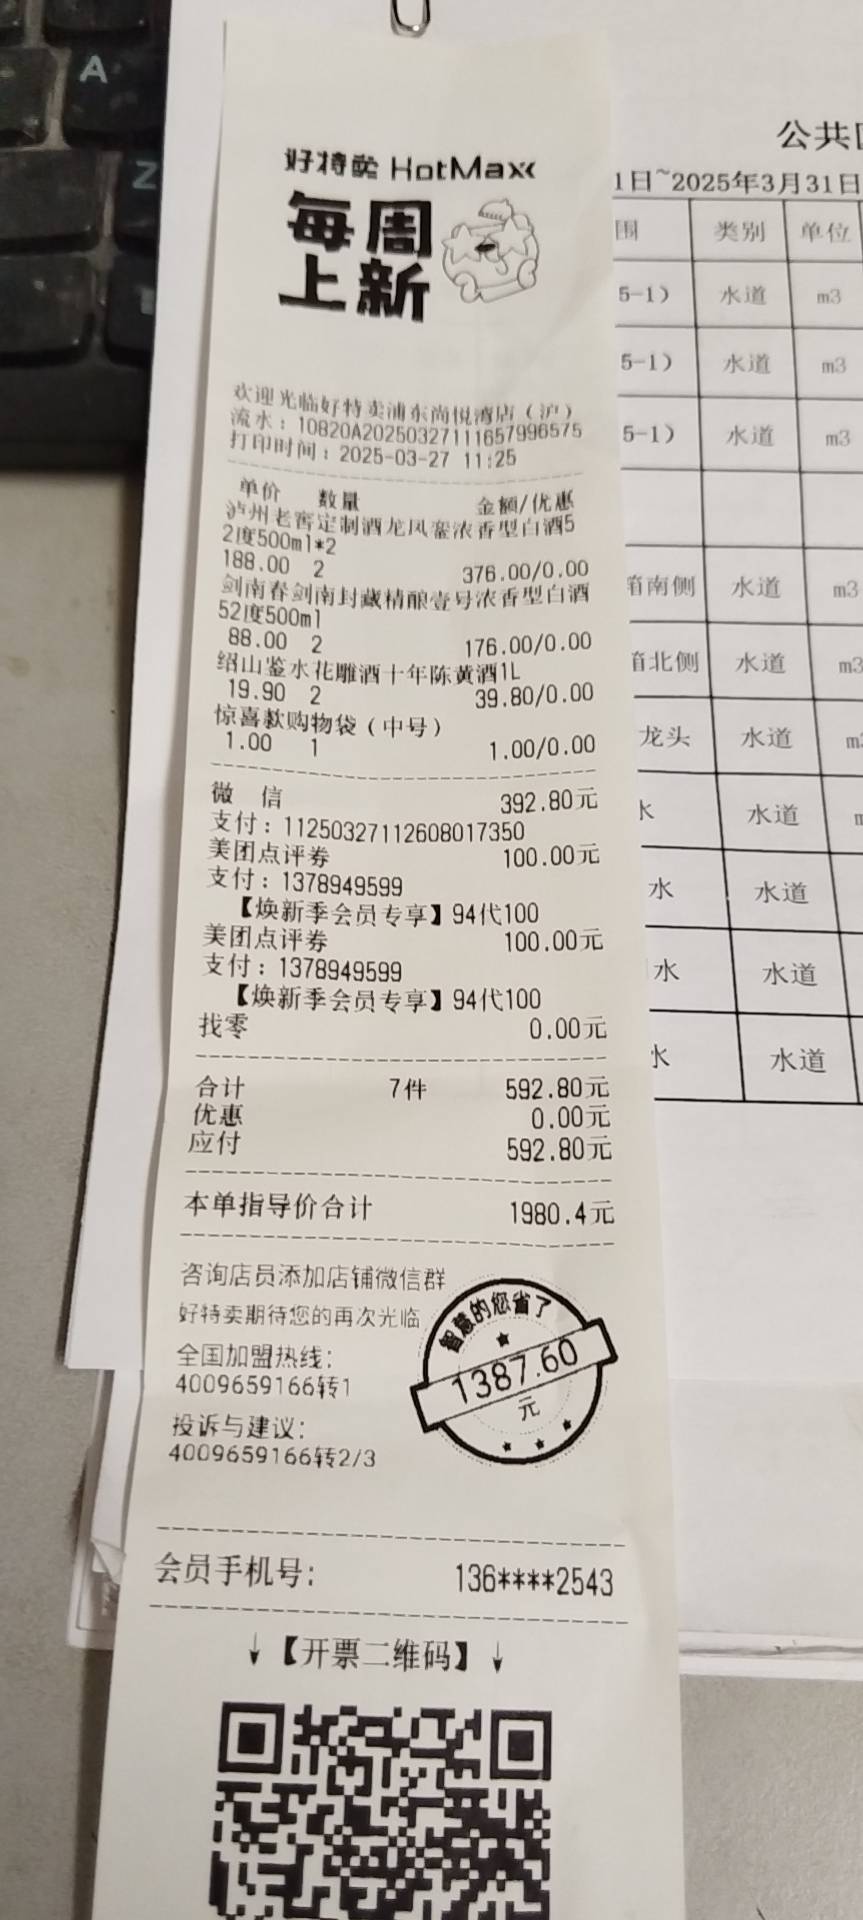 A
Z
好特卖 HotMaxx
每周
上新
欢迎光临好特卖浦东尚悦湾店（沪）
流水：10820A20250327111657996575
打印时间：2025-03-27 11:25
单价 数量 金额/优惠
泸州老窖定制酒龙凤銮浓香型白酒5
2度500ml*2
188.00 2 376.00/0.00
剑南春剑南封藏精酿壹号浓香型白酒
52度500ml
88.00 2 176.00/0.00
绍山鉴水花雕酒十年陈黄酒1L
19.90 2 39.80/0.00
惊喜款购物袋（中号）
1.00 1 1.00/0.00
微 信 392.80元
支付：11250327112608017350
美团点评券 100.00元
支付：1378949599
【焕新季会员专享】94代100
美团点评券 100.00元
支付：1378949599
【焕新季会员专享】94代100
找零 0.00元
合计 7件 592.80元
优惠 0.00元
应付 592.80元
本单指导价合计 1980.4元
咨询店员添加店铺微信群
好特卖期待您的再次光临
全国加盟热线：
4009659166转1
投诉与建议：
4009659166转2/3
智慧的您省了
1387.60
元
会员手机号： 136****2543
↓【开票二维码】↓
公共
1日~2025年3月31日
围 类别 单位
5-1） 水道 m3
5-1） 水道 m3
5-1） 水道 m3
箱南侧 水道 m3
箱北侧 水道 m3
龙头 水道 m
水 水道 m
水 水道
水 水道
水 水道